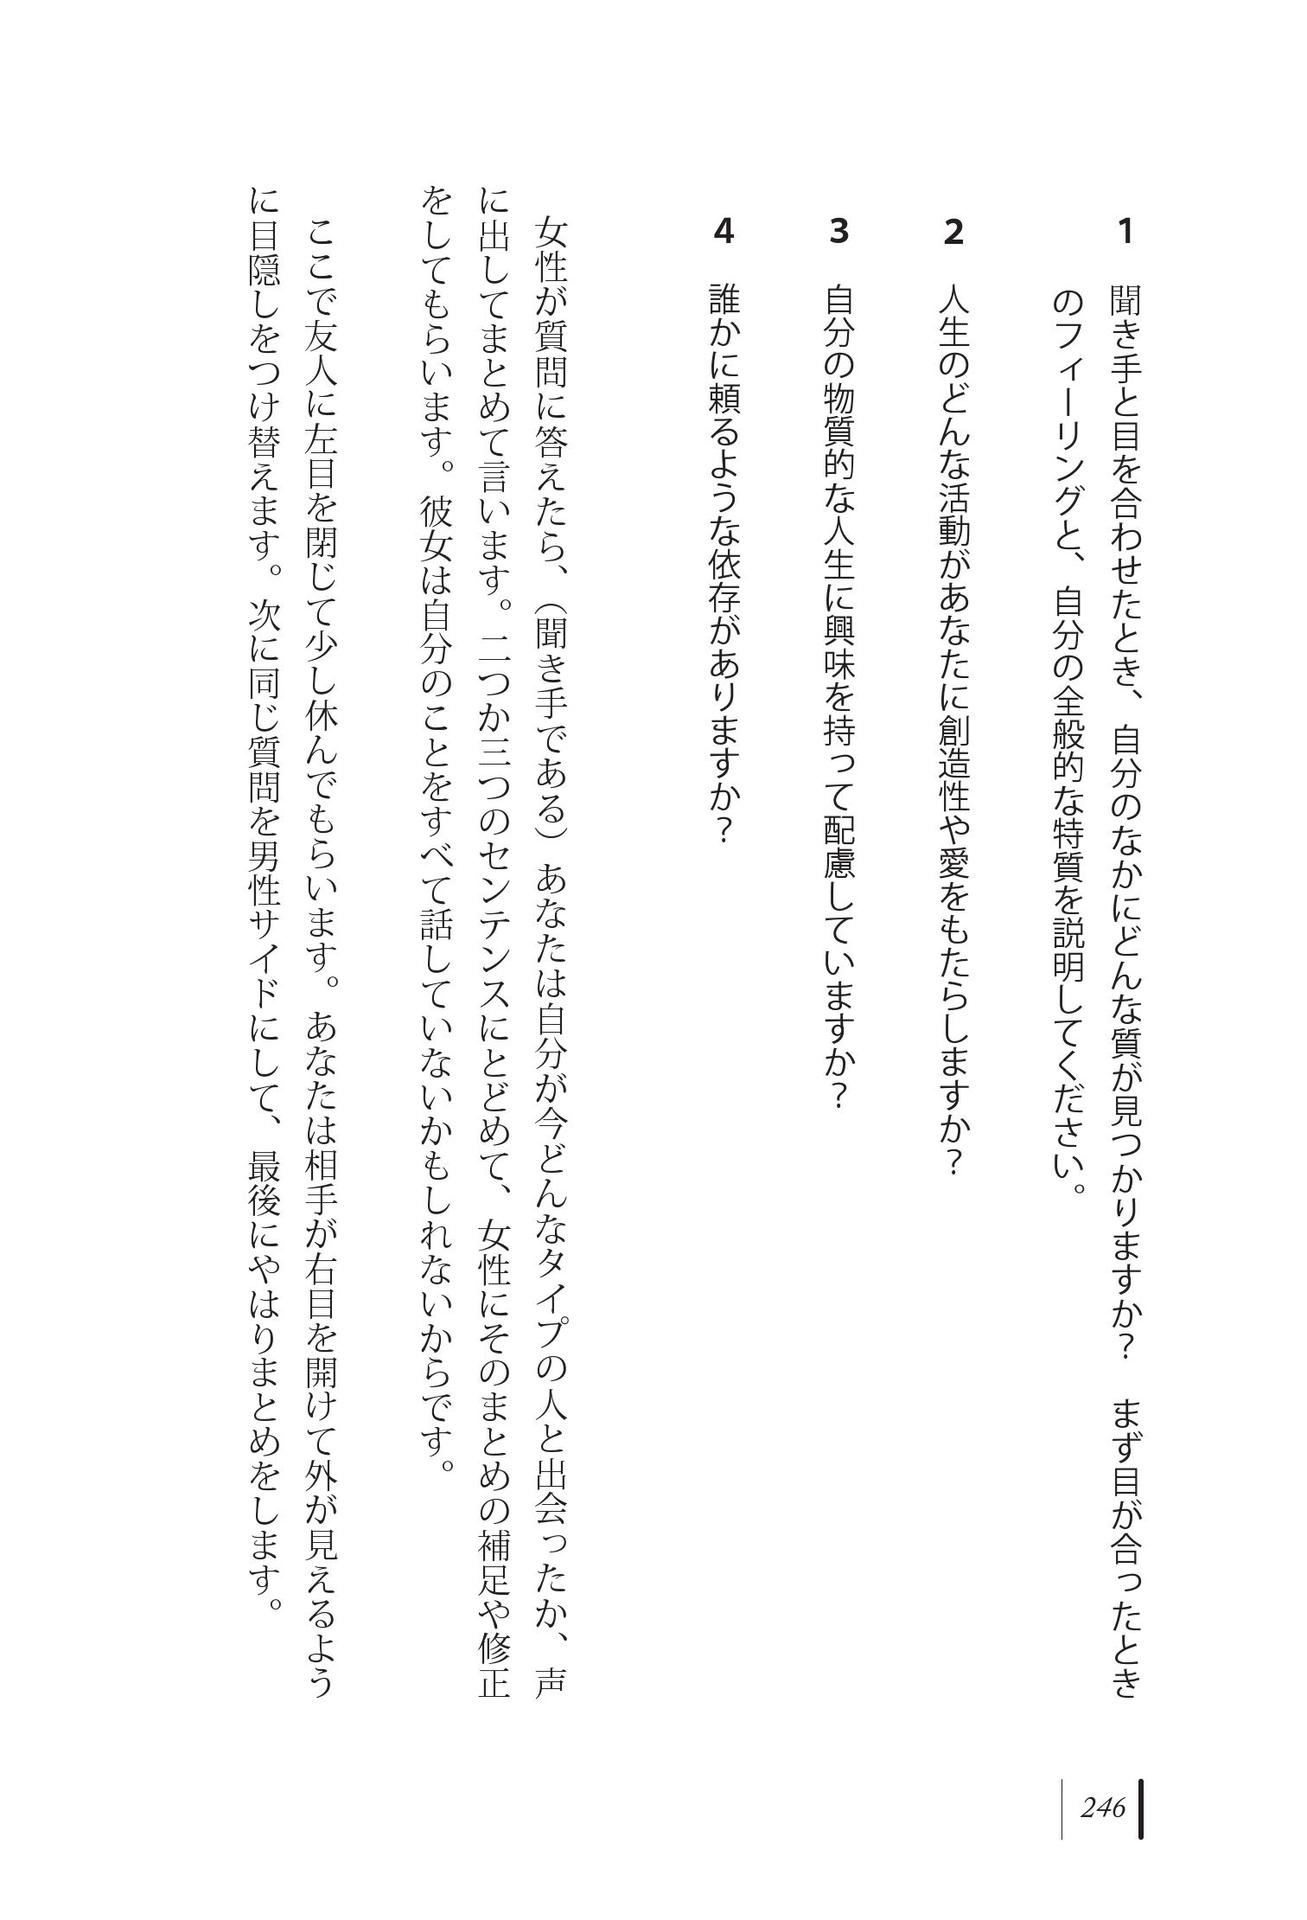 1　聞き手と目を合わせたとき、自分のなかにどんな質が見つかりますか？　まず目が合ったとき
のフィーリングと、自分の全般的な特質を説明してください。
2　人生のどんな活動があなたに創造性や愛をもたらしますか？
3　自分の物質的な人生に興味を持って配慮していますか？
4　誰かに頼るような依存がありますか？
女性が質問に答えたら、（聞き手である）あなたは自分が今どんなタイプの人と出会ったか、声
に出してまとめて言います。二つか三つのセンテンスにとどめて、女性にそのまとめの補足や修正
をしてもらいます。彼女は自分のことをすべて話していないかもしれないからです。
ここで友人に左目を閉じて少し休んでもらいます。あなたは相手が右目を開けて外が見えるよう
に目隠しをつけ替えます。次に同じ質問を男性サイドにして、最後にやはりまとめをします。
246